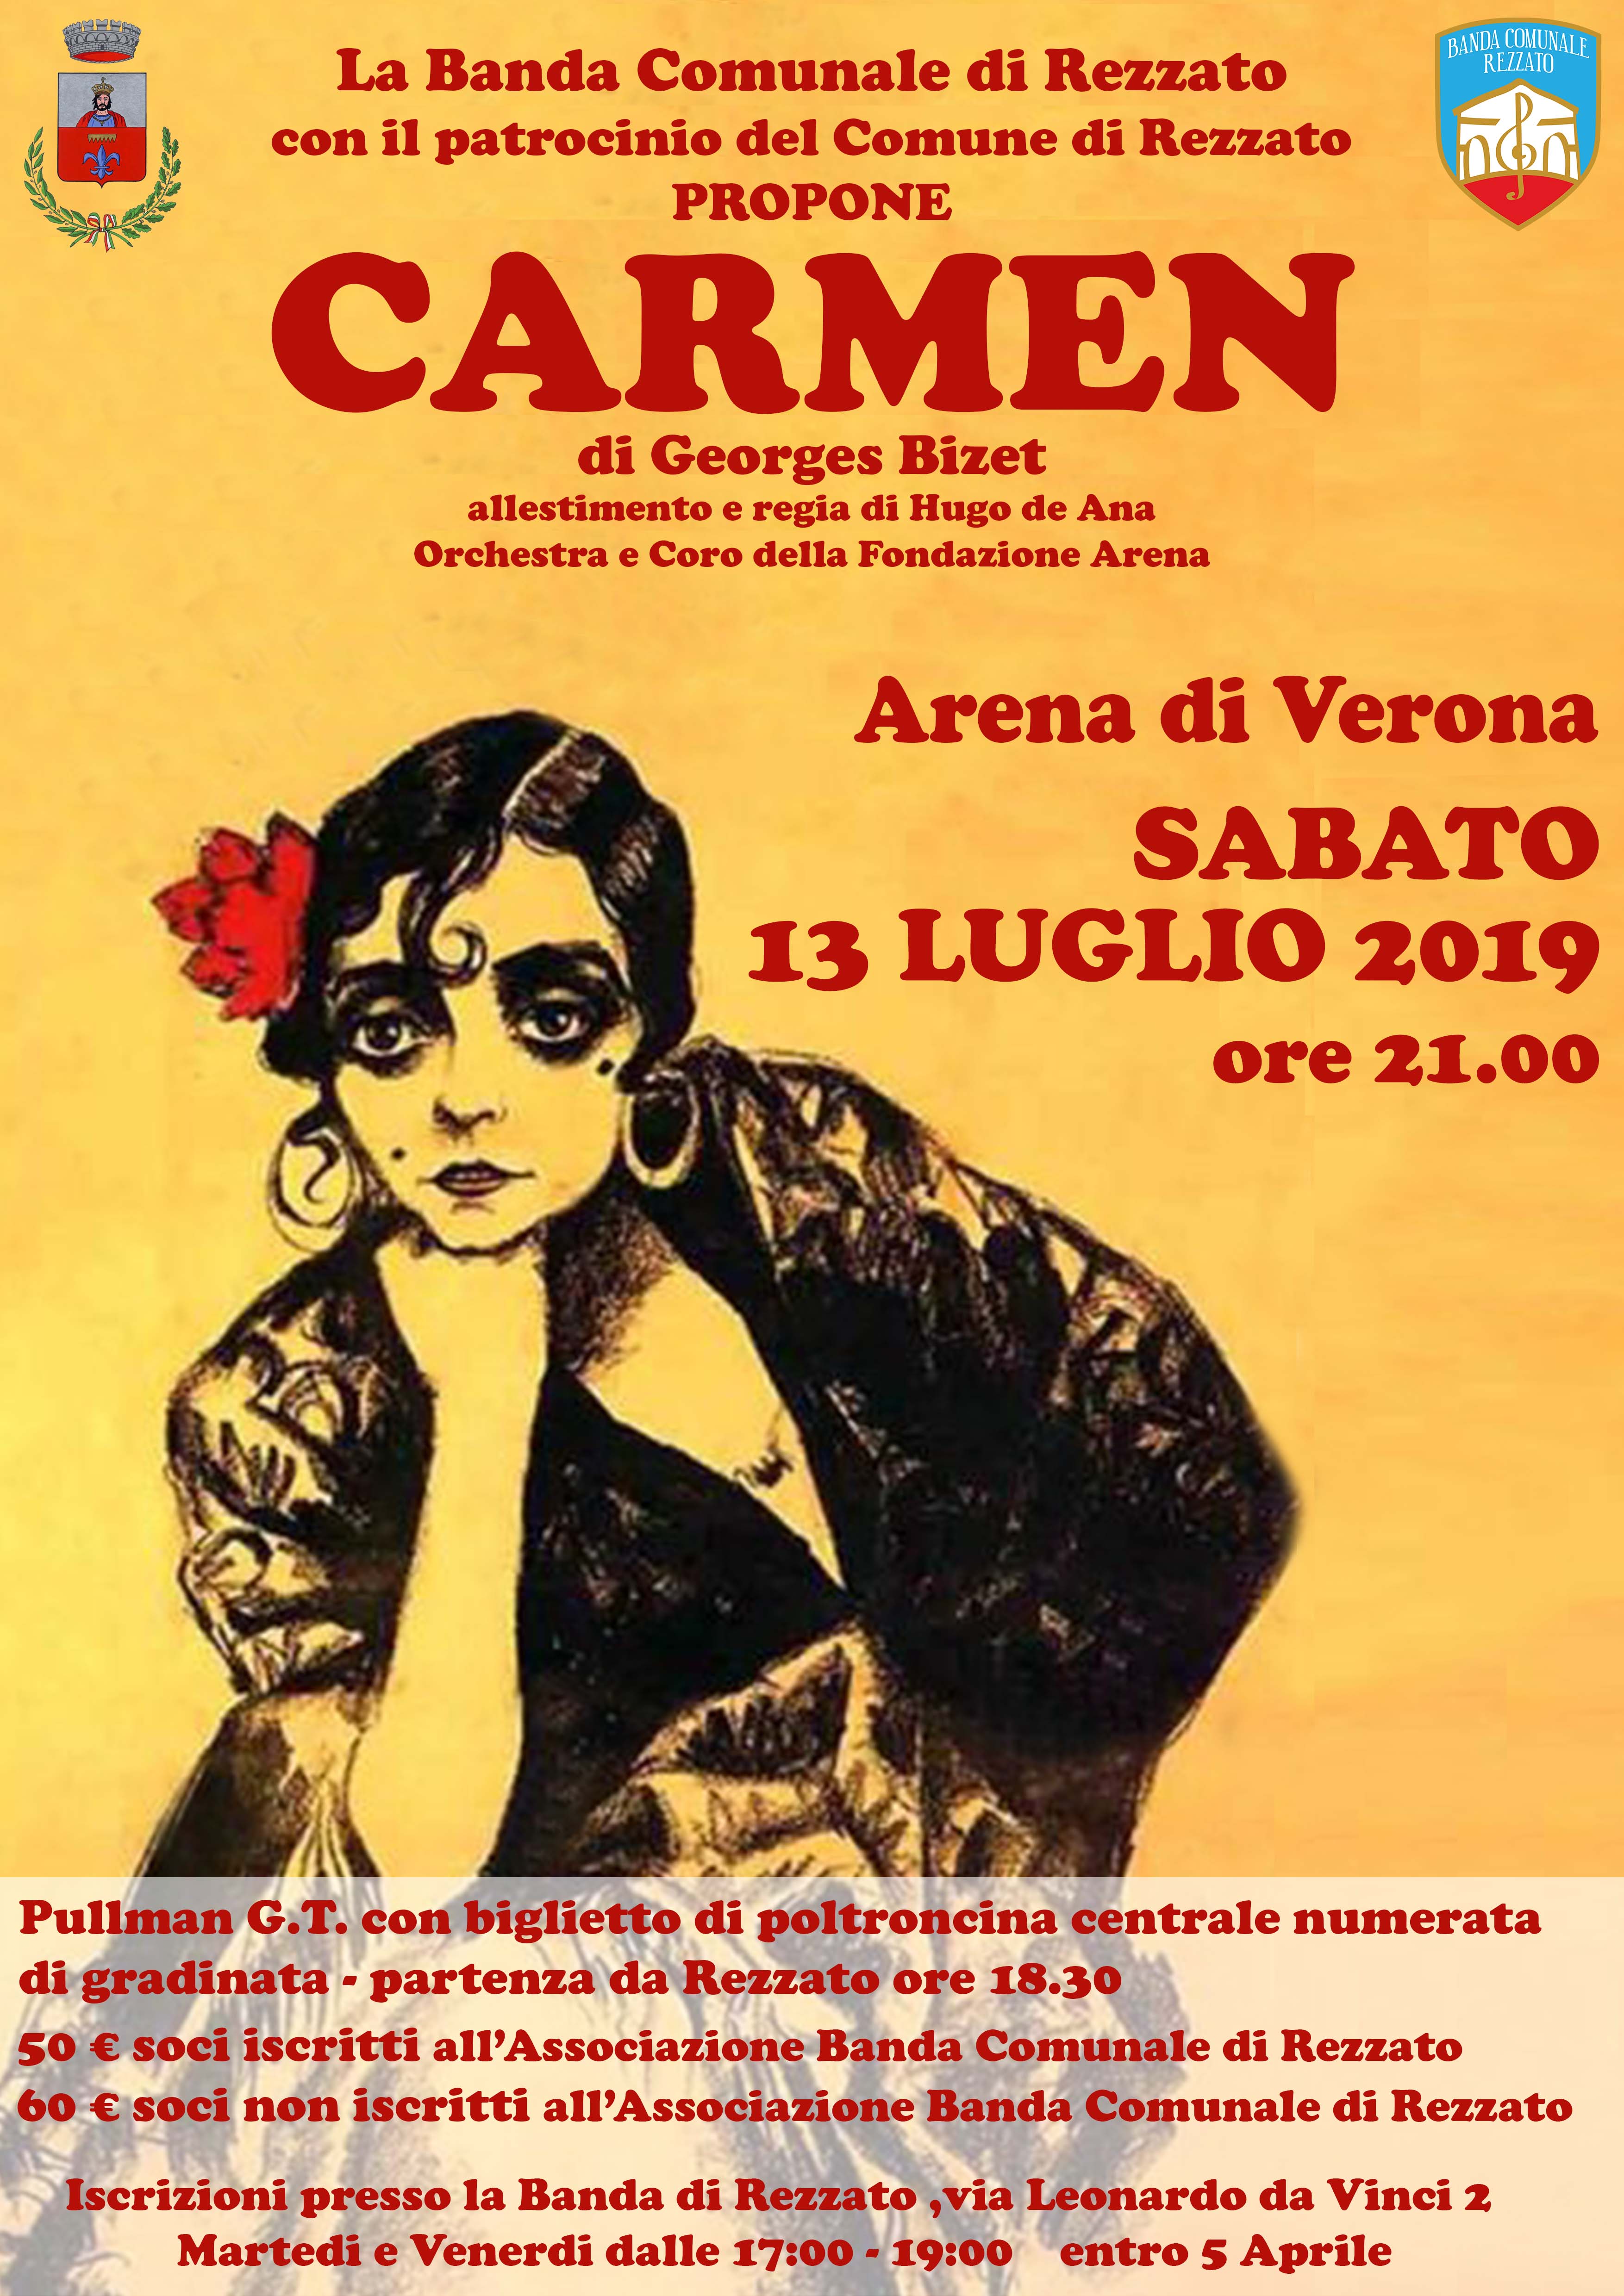 BANDA COMUNALE
REZZATO
La Banda Comunale di Rezzato
con il patrocinio del Comune di Rezzato
PROPONE
CARMEN
di Georges Bizet
allestimento e regia di Hugo de Ana
Orchestra e Coro della Fondazione Arena
Arena di Verona
SABATO
13 LUGLIO 2019
ore 21.00
Pullman G.T. con biglietto di poltroncina centrale numerata
di gradinata - partenza da Rezzato ore 18.30
50 € soci iscritti all’Associazione Banda Comunale di Rezzato
60 € soci non iscritti all’Associazione Banda Comunale di Rezzato
Iscrizioni presso la Banda di Rezzato ,via Leonardo da Vinci 2
Martedi e Venerdi dalle 17:00 - 19:00 entro 5 Aprile